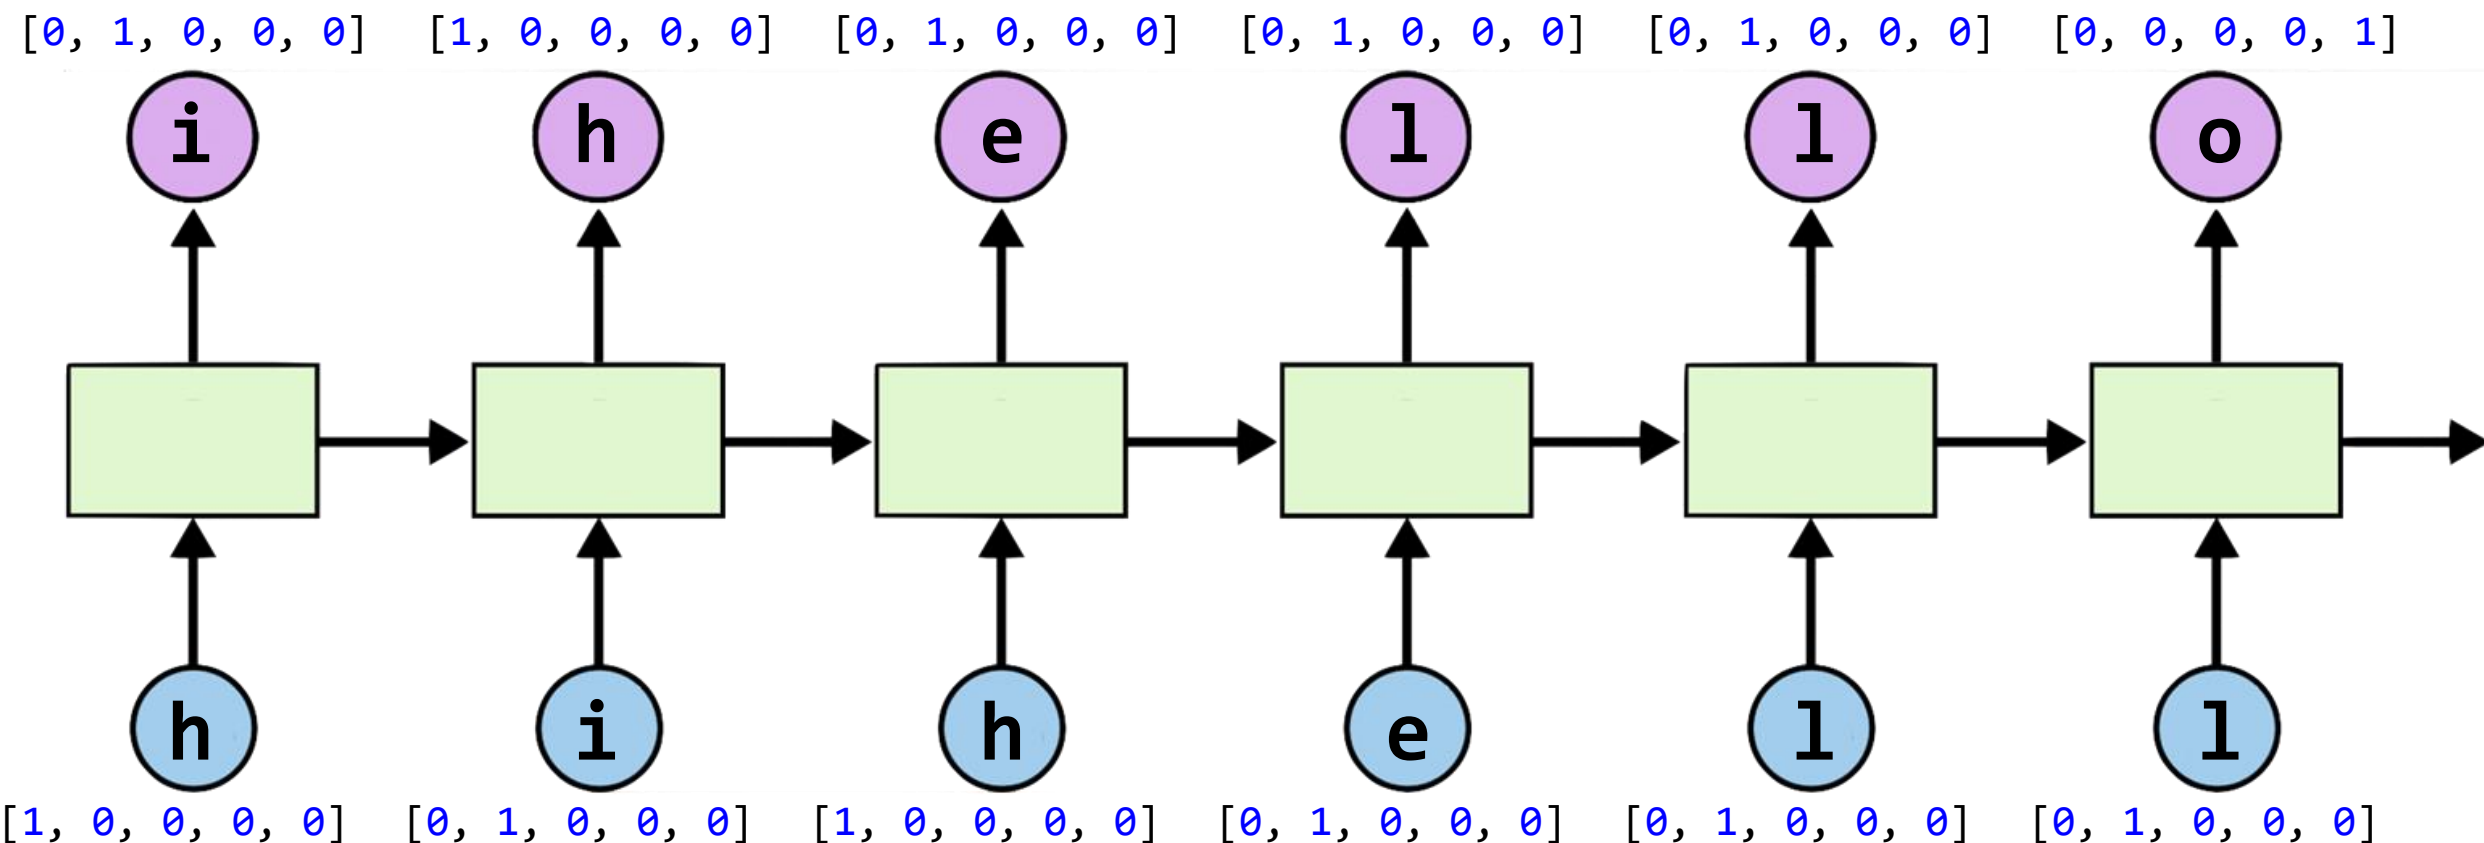 [0, 1, 0, 0, 0] [1, 0, 0, 0, 0] [0, 1, 0, 0, 0] [0, 1, 0, 0, 0] [0, 1, 0, 0, 0] [0, 0, 0, 0, 1]
i h e l l o
h i h e l l
[1, 0, 0, 0, 0] [0, 1, 0, 0, 0] [1, 0, 0, 0, 0] [0, 1, 0, 0, 0] [0, 1, 0, 0, 0] [0, 1, 0, 0, 0]